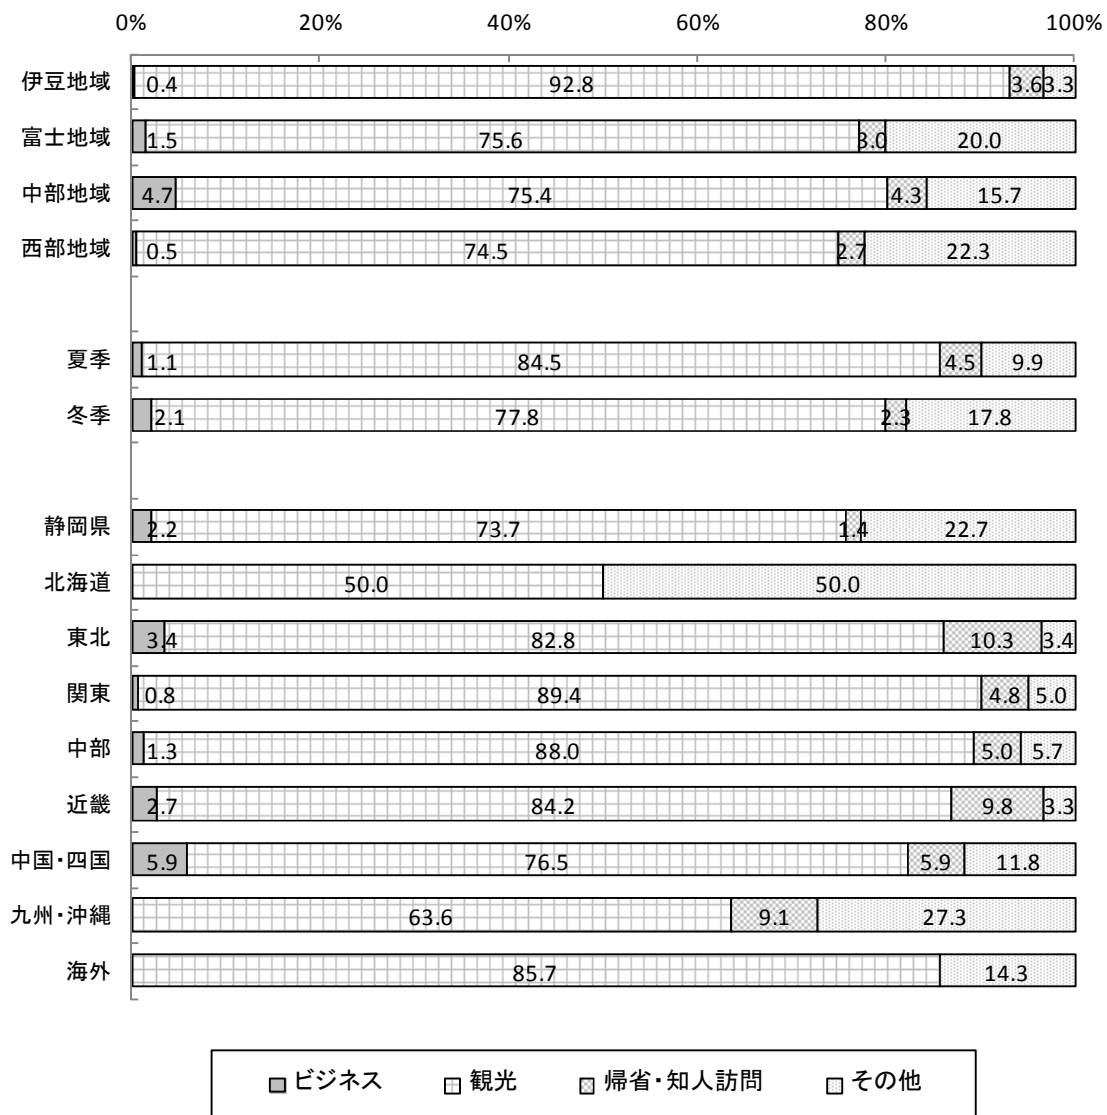 0% 20% 40% 60% 80% 100%
伊豆地域 0.4 92.8 3.6 3.3
富士地域 1.5 75.6 3.0 20.0
中部地域 4.7 75.4 4.3 15.7
西部地域 0.5 74.5 2.7 22.3
夏季 1.1 84.5 4.5 9.9
冬季 2.1 77.8 2.3 17.8
静岡県 2.2 73.7 1.4 22.7
北海道 50.0 50.0
東北 3.4 82.8 10.3 3.4
関東 0.8 89.4 4.8 5.0
中部 1.3 88.0 5.0 5.7
近畿 2.7 84.2 9.8 3.3
中国・四国 5.9 76.5 5.9 11.8
九州・沖縄 63.6 9.1 27.3
海外 85.7 14.3
ビジネス 観光 帰省・知人訪問 その他